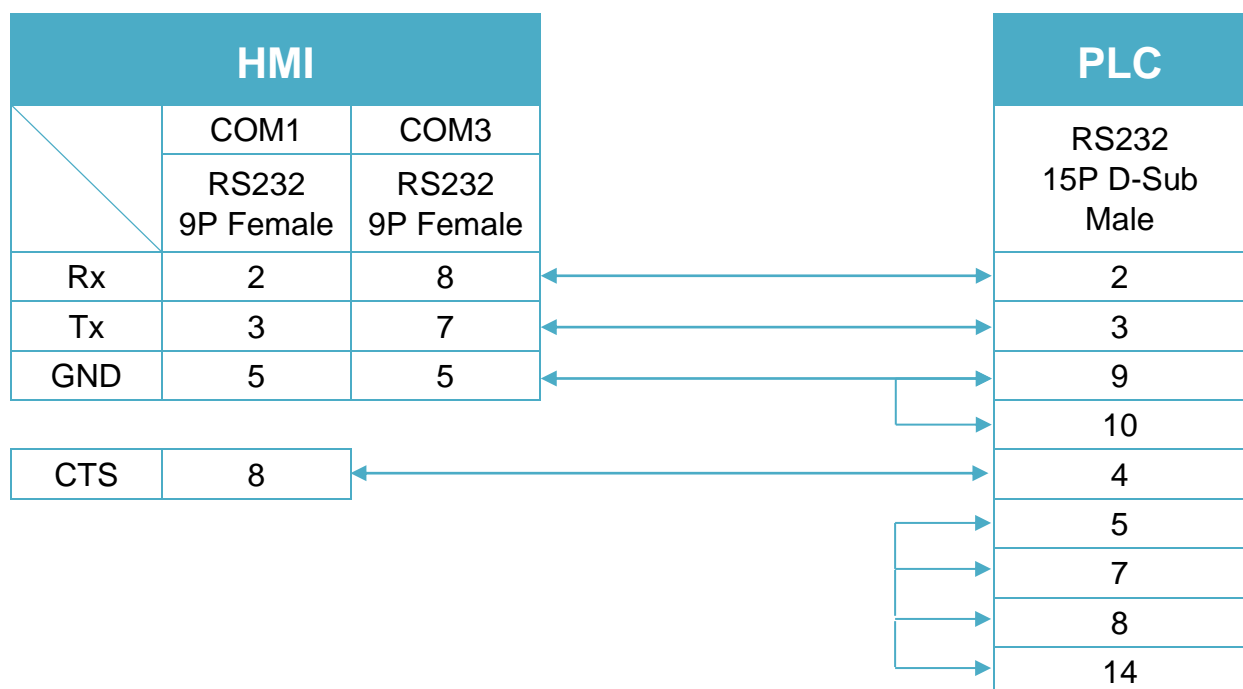 HMI
PLC
COM1 COM3
RS232
9P Female
RS232
9P Female
RS232
15P D-Sub
Male
Rx 2 8 2
Tx 3 7 3
GND 5 5 9
10
CTS 8 4
5
7
8
14